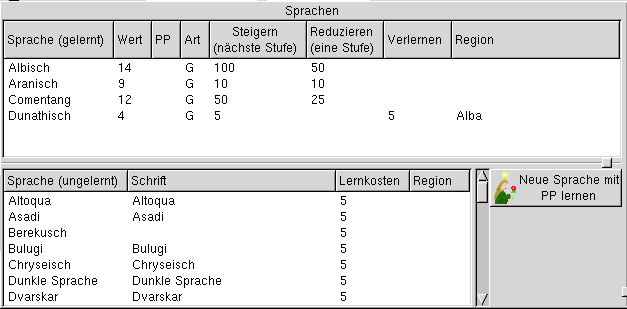 Sprachen
Sprache (gelernt) Wert PP Art Steigern (nächste Stufe) Reduzieren (eine Stufe) Verlernen Region
Albisch 14 G 100 50
Aranisch 9 G 10 10
Comentang 12 G 50 25
Dunathisch 4 G 5 5 Alba
Sprache (ungelernt) Schrift Lernkosten Region
Altoqua Altoqua 5
Asadi Asadi 5
Berekusch 5
Bulugi Bulugi 5
Chryseisch Chryseisch 5
Dunkle Sprache Dunkle Sprache 5
Dvarskar Dvarskar 5
Neue Sprache mit
PP lernen